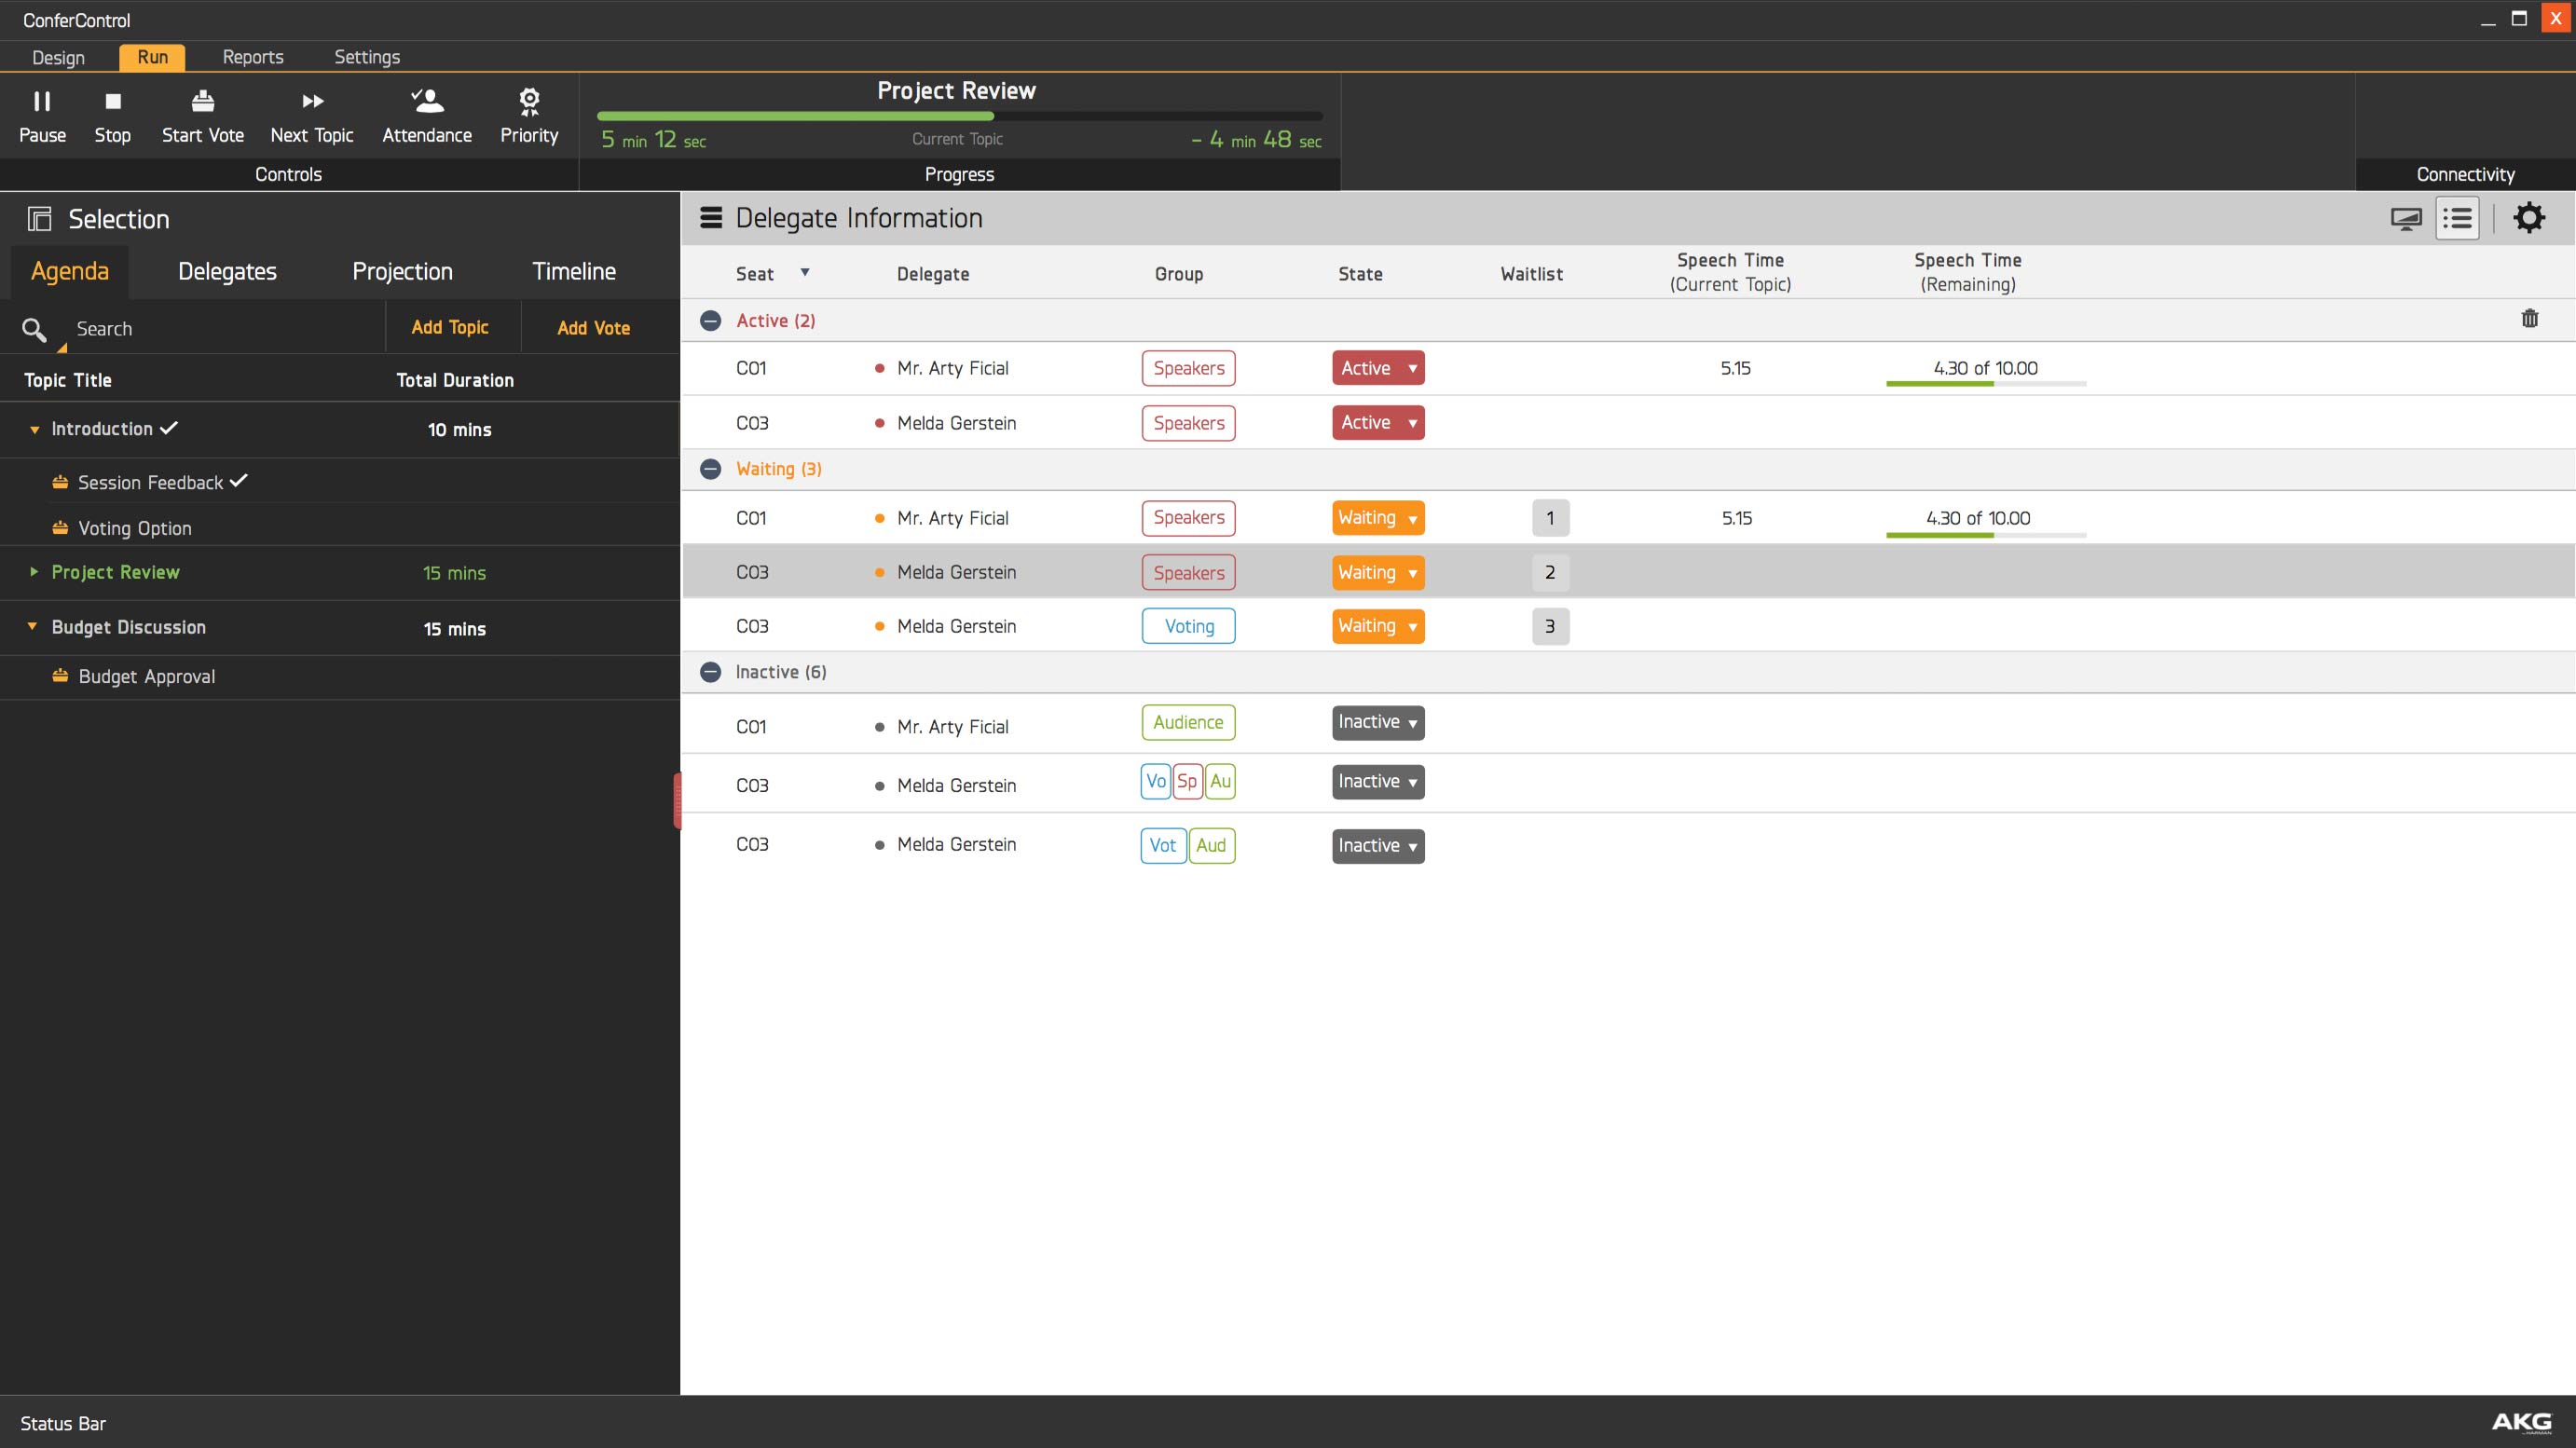 ConferControl
X
Design Run Reports Settings
Pause Stop Start Vote Next Topic Attendance Priority
Controls
Project Review
5 min 12 sec Current Topic - 4 min 48 sec
Progress
Connectivity
Selection
Agenda Delegates Projection Timeline
Search Add Topic Add Vote
Topic Title Total Duration
Introduction 10 mins
Session Feedback
Voting Option
Project Review 15 mins
Budget Discussion 15 mins
Budget Approval
Delegate Information
Seat Delegate Group State Waitlist Speech Time (Current Topic) Speech Time (Remaining)
Active (2)
C01 Mr. Arty Ficial Speakers Active 5.15 4.30 of 10.00
C03 Melda Gerstein Speakers Active
Waiting (3)
C01 Mr. Arty Ficial Speakers Waiting 1 5.15 4.30 of 10.00
C03 Melda Gerstein Speakers Waiting 2
C03 Melda Gerstein Voting Waiting 3
Inactive (6)
C01 Mr. Arty Ficial Audience Inactive
C03 Melda Gerstein Vo Sp Au Inactive
C03 Melda Gerstein Vot Aud Inactive
Status Bar
AKG